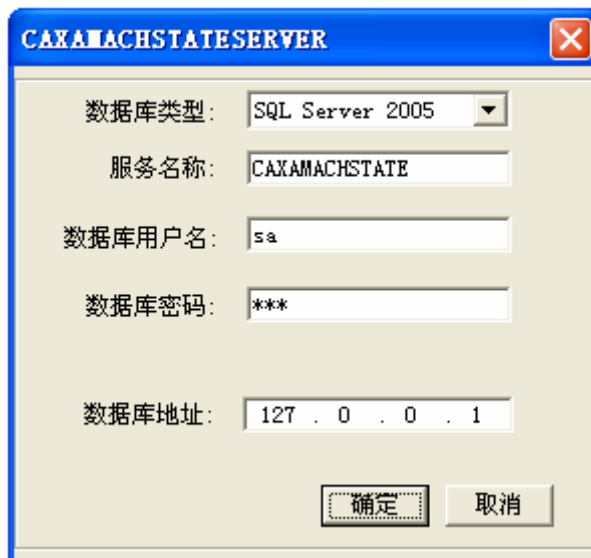 CAXAMACHSTATESERVER
数据库类型: SQL Server 2005
服务名称: CAXAMACHSTATE
数据库用户名: sa
数据库密码: ***
数据库地址: 127 . 0 . 0 . 1
确定 取消